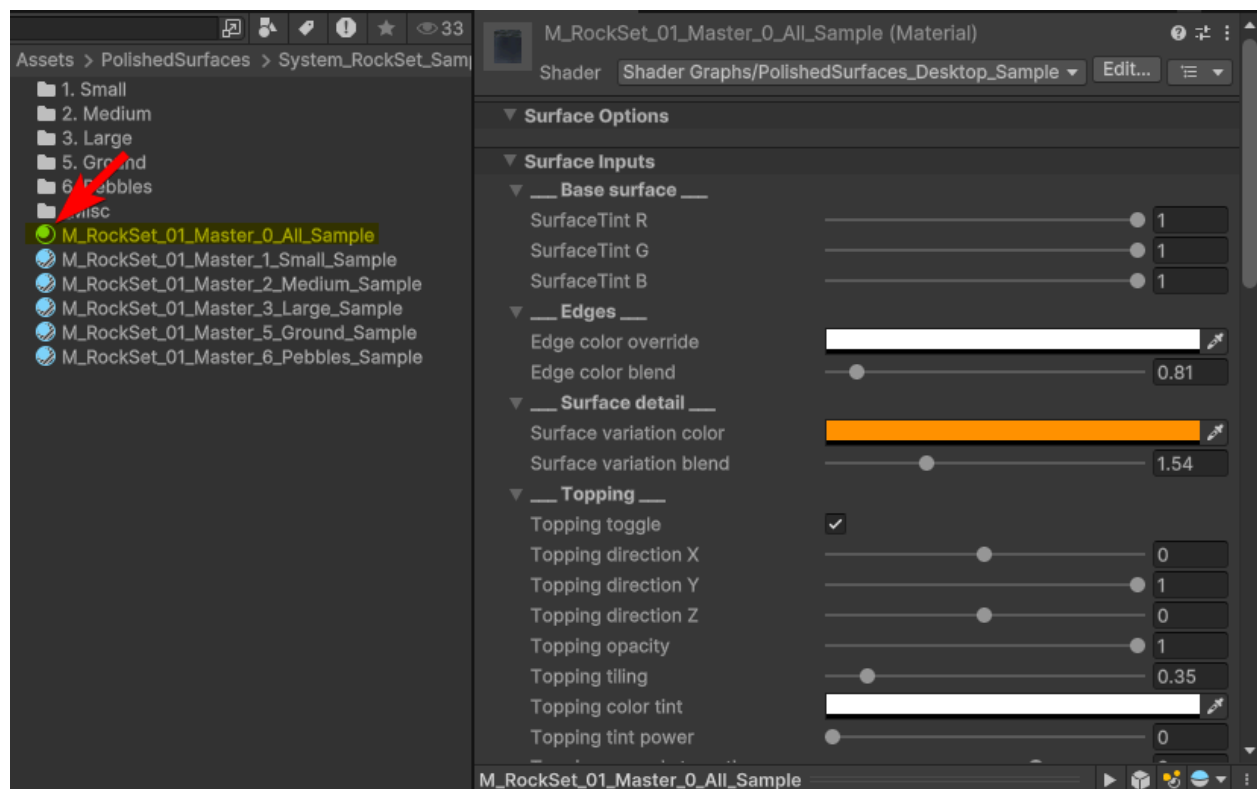 33
Assets > PolishedSurfaces > System_RockSet_Sam
1. Small
2. Medium
3. Large
5. Ground
6. Pebbles
_Misc
M_RockSet_01_Master_0_All_Sample
M_RockSet_01_Master_1_Small_Sample
M_RockSet_01_Master_2_Medium_Sample
M_RockSet_01_Master_3_Large_Sample
M_RockSet_01_Master_5_Ground_Sample
M_RockSet_01_Master_6_Pebbles_Sample
M_RockSet_01_Master_0_All_Sample (Material)
Shader Shader Graphs/PolishedSurfaces_Desktop_Sample Edit...
Surface Options
Surface Inputs
___ Base surface ___
SurfaceTint R 1
SurfaceTint G 1
SurfaceTint B 1
___ Edges ___
Edge color override
Edge color blend 0.81
___ Surface detail ___
Surface variation color
Surface variation blend 1.54
___ Topping ___
Topping toggle
Topping direction X 0
Topping direction Y 1
Topping direction Z 0
Topping opacity 1
Topping tiling 0.35
Topping color tint
Topping tint power 0
M_RockSet_01_Master_0_All_Sample